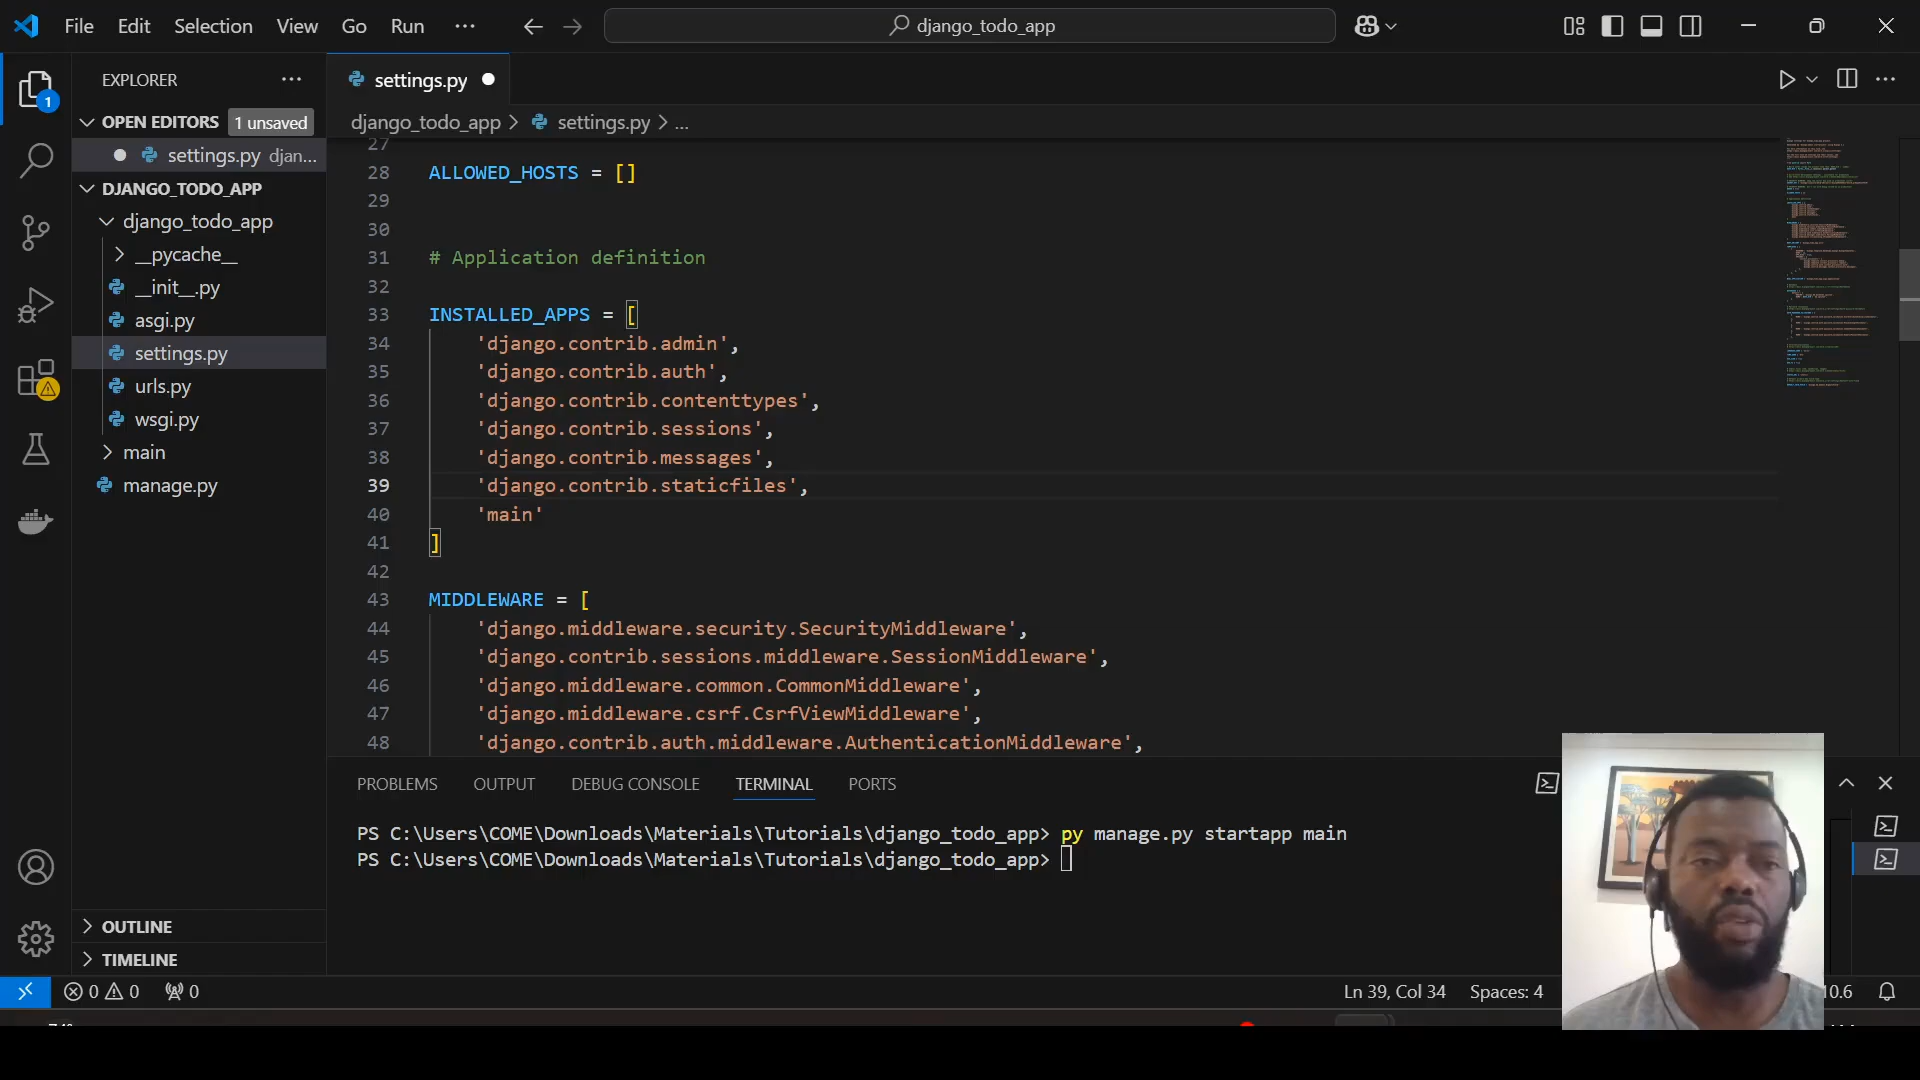 File Edit Selection View Go Run ... django_todo_app
EXPLORER ...
OPEN EDITORS 1 unsaved
settings.py djan...
DJANGO_TODO_APP
django_todo_app
__pycache__
__init__.py
asgi.py
settings.py
urls.py
wsgi.py
main
manage.py
OUTLINE
TIMELINE
settings.py
django_todo_app > settings.py > ...
27
28 ALLOWED_HOSTS = []
29
30
31 # Application definition
32
33 INSTALLED_APPS = [
34 'django.contrib.admin',
35 'django.contrib.auth',
36 'django.contrib.contenttypes',
37 'django.contrib.sessions',
38 'django.contrib.messages',
39 'django.contrib.staticfiles',
40 'main'
41 ]
42
43 MIDDLEWARE = [
44 'django.middleware.security.SecurityMiddleware',
45 'django.contrib.sessions.middleware.SessionMiddleware',
46 'django.middleware.common.CommonMiddleware',
47 'django.middleware.csrf.CsrfViewMiddleware',
48 'django.contrib.auth.middleware.AuthenticationMiddleware',
PROBLEMS OUTPUT DEBUG CONSOLE TERMINAL PORTS
PS C:\Users\COME\Downloads\Materials\Tutorials\django_todo_app> py manage.py startapp main
PS C:\Users\COME\Downloads\Materials\Tutorials\django_todo_app>
0 0 0 Ln 39, Col 34 Spaces: 4 10.6
1